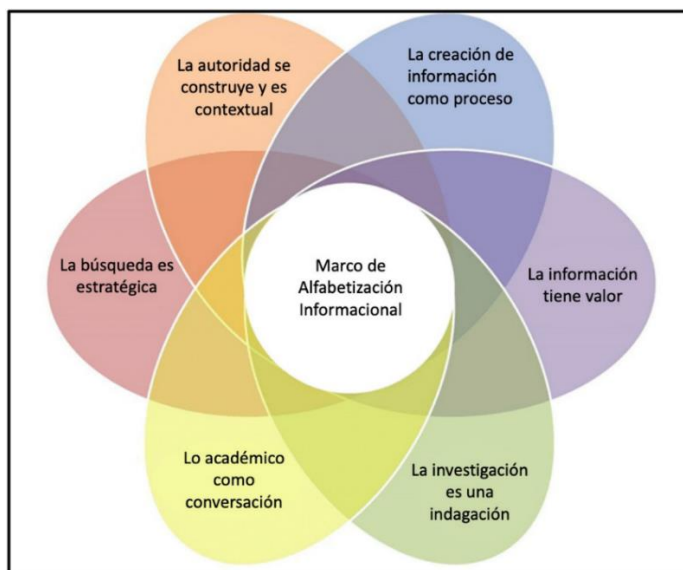 La autoridad se
construye y es
contextual
La creación de
información
como proceso
La búsqueda es
estratégica
Marco de
Alfabetización
Informacional
La información
tiene valor
Lo académico
como
conversación
La investigación
es una
indagación